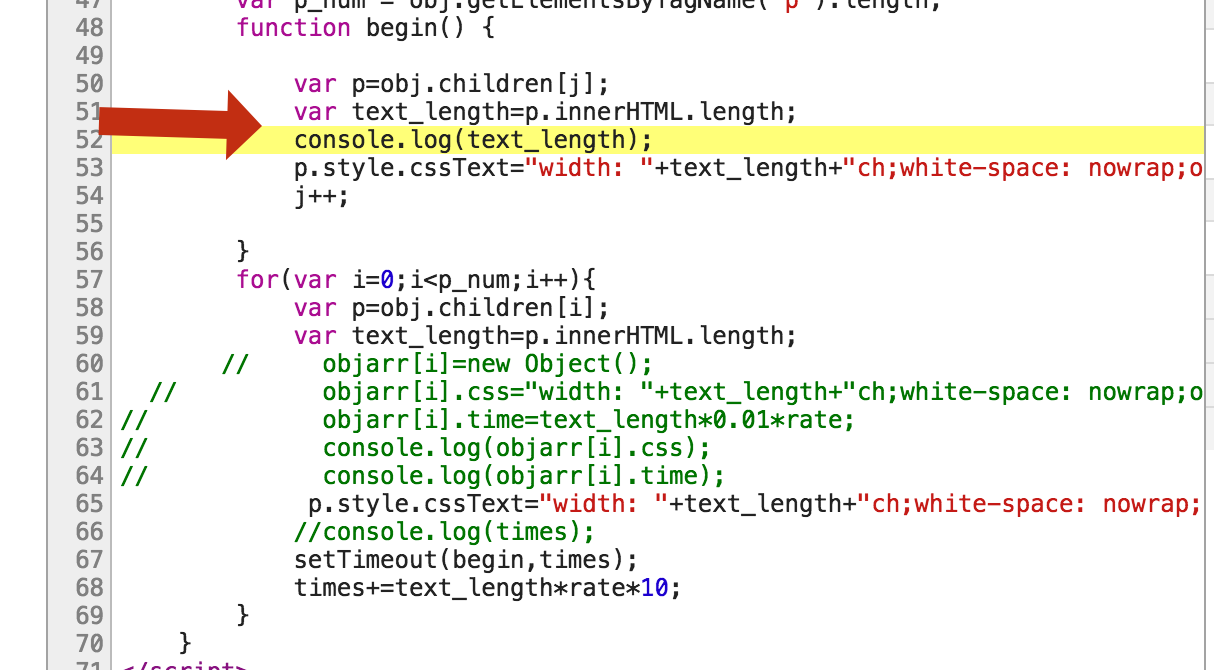 47 var p_num = obj.getElementsByTagName("p").length;
48 function begin() {
49
50 var p=obj.children[j];
51 var text_length=p.innerHTML.length;
52 console.log(text_length);
53 p.style.cssText="width: "+text_length+"ch;white-space: nowrap;o
54 j++;
55
56 }
57 for(var i=0;i<p_num;i++){
58 var p=obj.children[i];
59 var text_length=p.innerHTML.length;
60 // objarr[i]=new Object();
61 // objarr[i].css="width: "+text_length+"ch;white-space: nowrap;o
62 // objarr[i].time=text_length*0.01*rate;
63 // console.log(objarr[i].css);
64 // console.log(objarr[i].time);
65 p.style.cssText="width: "+text_length+"ch;white-space: nowrap;
66 //console.log(times);
67 setTimeout(begin,times);
68 times+=text_length*rate*10;
69 }
70 }
71 </script>